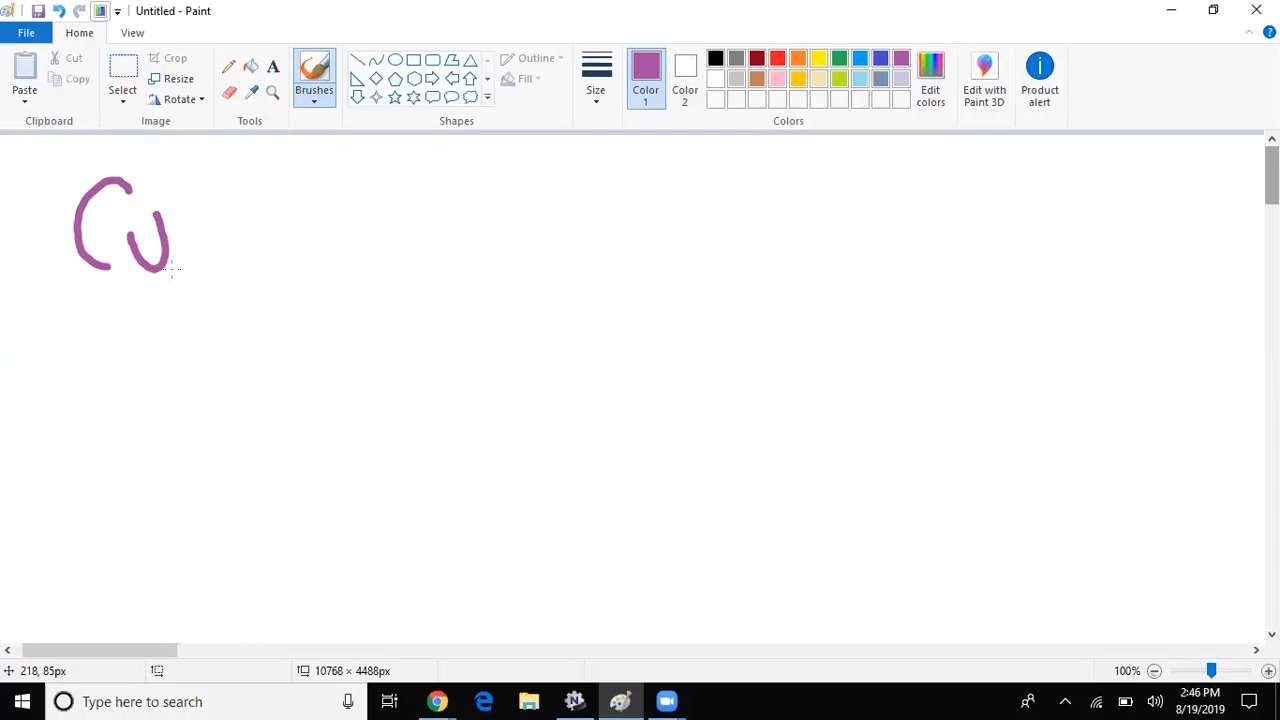 Untitled - Paint
File Home View
Paste Cut Copy Select Crop Resize Rotate A Brushes Outline Fill Size Color 1 Color 2 Edit colors Edit with Paint 3D Product alert
Clipboard Image Tools Shapes Colors
Cu
218, 85px 10768 × 4488px 100%
Type here to search 2:46 PM
8/19/2019